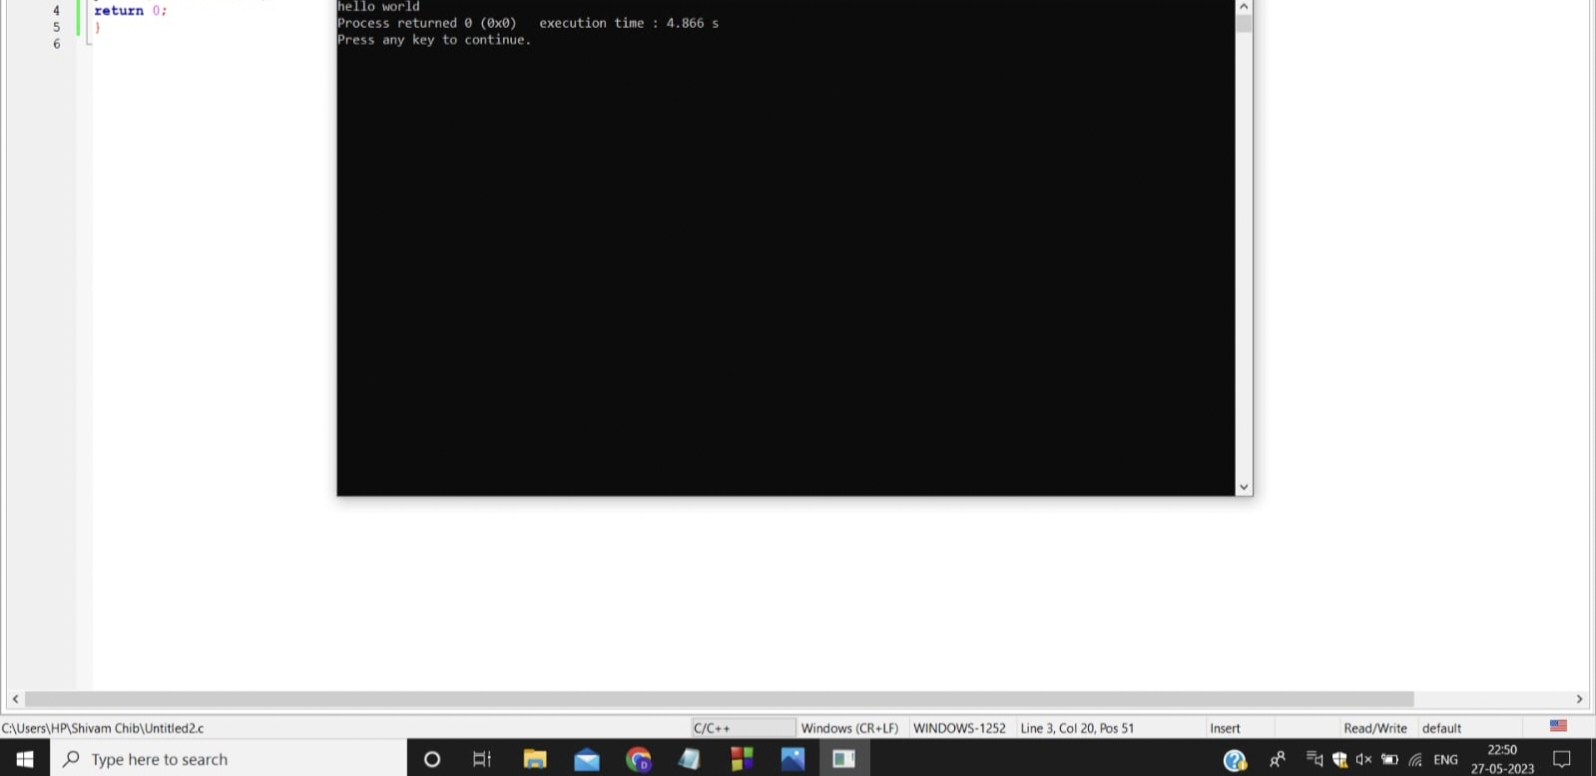 4 return 0;
5 }
6
hello world
Process returned 0 (0x0) execution time : 4.866 s
Press any key to continue.
C:\Users\HP\Shivam Chib\Untitled2.c C/C++ Windows (CR+LF) WINDOWS-1252 Line 3, Col 20, Pos 51 Insert Read/Write default
Type here to search
ENG
22:50
27-05-2023